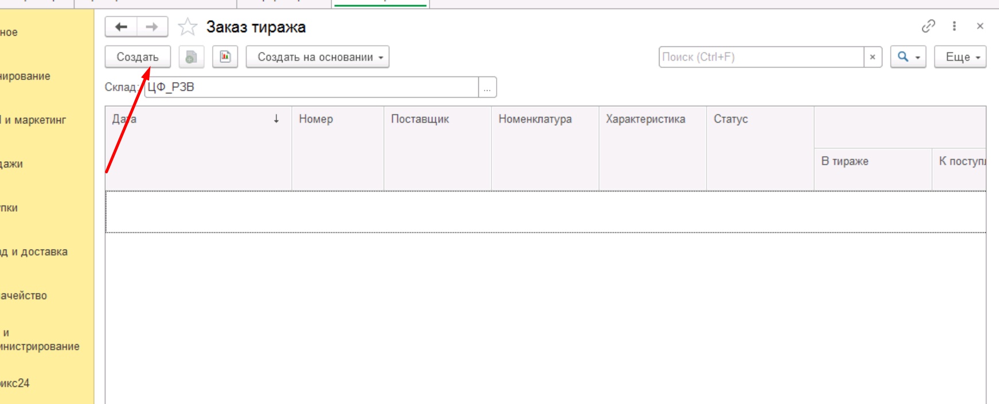 Заказ тиража
Создать
Создать на основании
Поиск (Ctrl+F)
Еще
Склад: ЦФ_РЗВ
...
Дата
Номер
Поставщик
Номенклатура
Характеристика
Статус
В тираже
К поступл
ное
нирование
и маркетинг
дажи
пки
д и доставка
ачейство
и
инистрирование
икс24